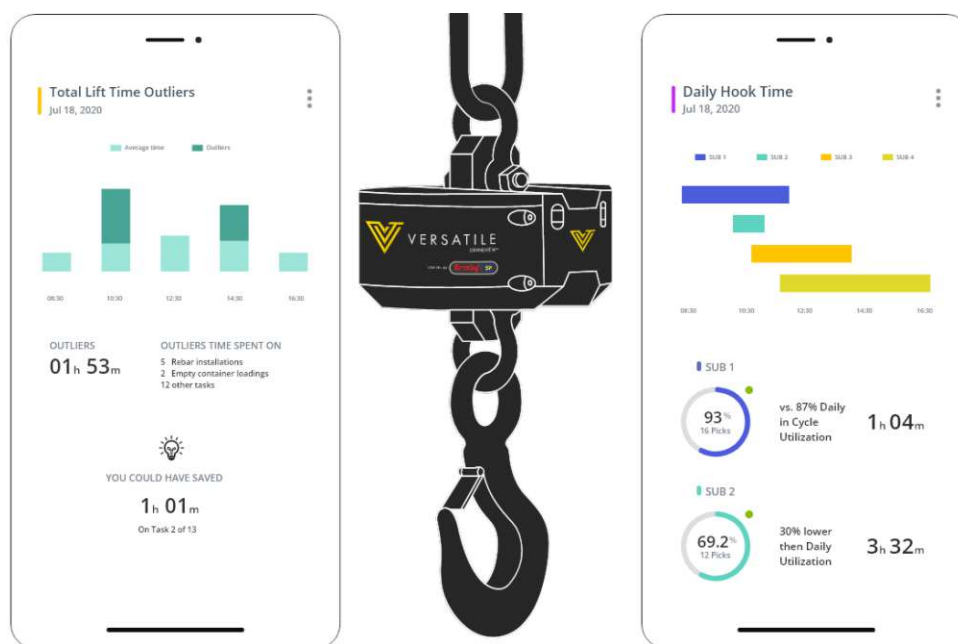 Total Lift Time Outliers
Jul 18, 2020
Average time
Outliers
08:30
10:30
12:30
14:30
16:30
OUTLIERS
01h 53m
OUTLIERS TIME SPENT ON
5 Rebar installations
2 Empty container loadings
12 other tasks
YOU COULD HAVE SAVED
1h 01m
On Task 2 of 13
VERSATILE
Crosby SP
Daily Hook Time
Jul 18, 2020
SUB 1
SUB 2
SUB 3
SUB 4
08:30
10:30
12:30
14:30
16:30
SUB 1
93%
16 Picks
vs. 87% Daily
in Cycle
Utilization
1h 04m
SUB 2
69.2%
12 Picks
30% lower
then Daily
Utilization
3h 32m